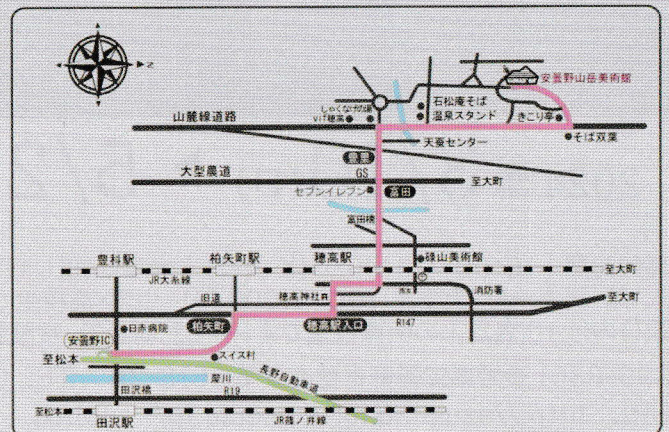 N
安曇野山岳美術館
しゃくなげの湯
Vif穂高
石松庵そば
温泉スタンド
きこり亭
山麓線道路
そば双葉
天蚕センター
豊里
大型農道
GS
至大町
セブンイレブン
富田
富田橋
豊科駅
柏矢町駅
穂高駅
碌山美術館
至大町
JR大糸線
旧道
穂高神社
消防署
至大町
日赤病院
柏矢町
穂高駅入口
R147
安曇野IC
至松本
スイス村
犀川
長野自動車道
田沢橋
R19
至松本
田沢駅
JR篠ノ井線